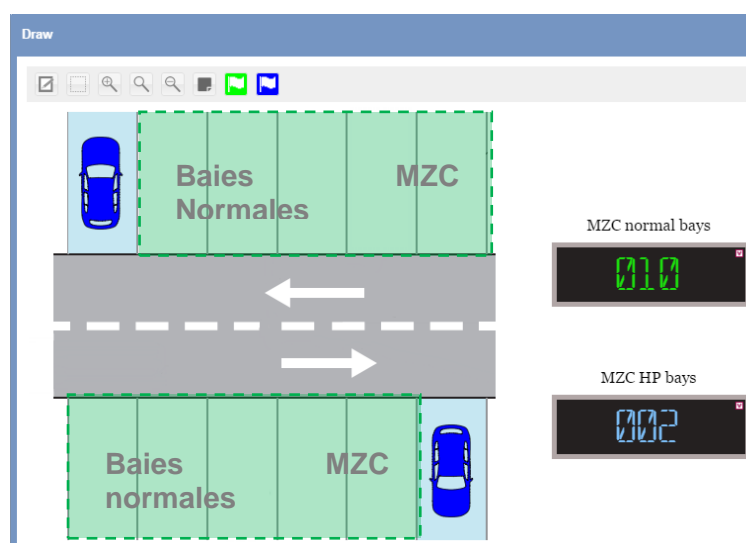 Draw
Baies MZC
Normales
MZC normal bays
010
MZC HP bays
002
Baies MZC
normales